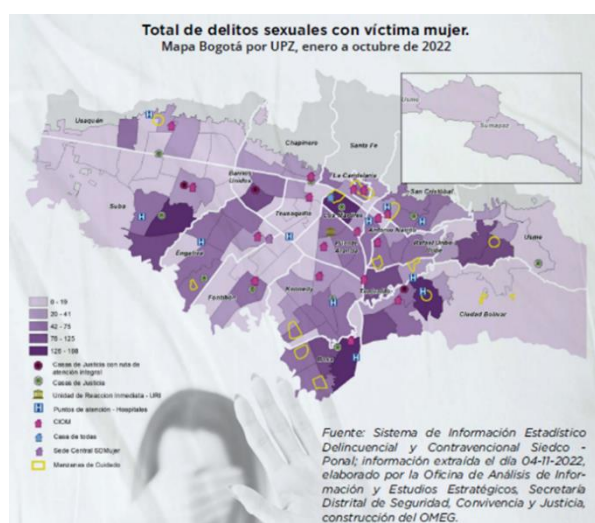 Total de delitos sexuales con víctima mujer.
Mapa Bogotá por UPZ, enero a octubre de 2022
Usme
Sumapaz
Usaquén
Chapinero
Santa Fe
La Candelaria
San Cristóbal
Barrios
Unidos
Teusaquillo
Los Mártires
Antonio Nariño
Rafael Uribe
Uribe
Usme
Suba
Puente
Aranda
Engativá
Tunjuelito
Fontibón
Kennedy
Ciudad Bolívar
Bosa
0 - 19
20 - 41
42 - 75
76 - 125
126 - 188
Casas de Justicia con ruta de
atención integral
Casas de Justicia
Unidad de Reaccion Inmediata - URI
Puntos de atención - Hospitales
CIOM
Casa de todas
Sede Central SDMujer
Manzanas de Cuidado
Fuente: Sistema de Información Estadístico
Delincuencial y Contravencional Siedco -
Ponal; información extraída el día 04-11-2022,
elaborado por la Oficina de Análisis de Infor-
mación y Estudios Estratégicos, Secretaría
Distrital de Seguridad, Convivencia y Justicia,
construcción del OMEG.